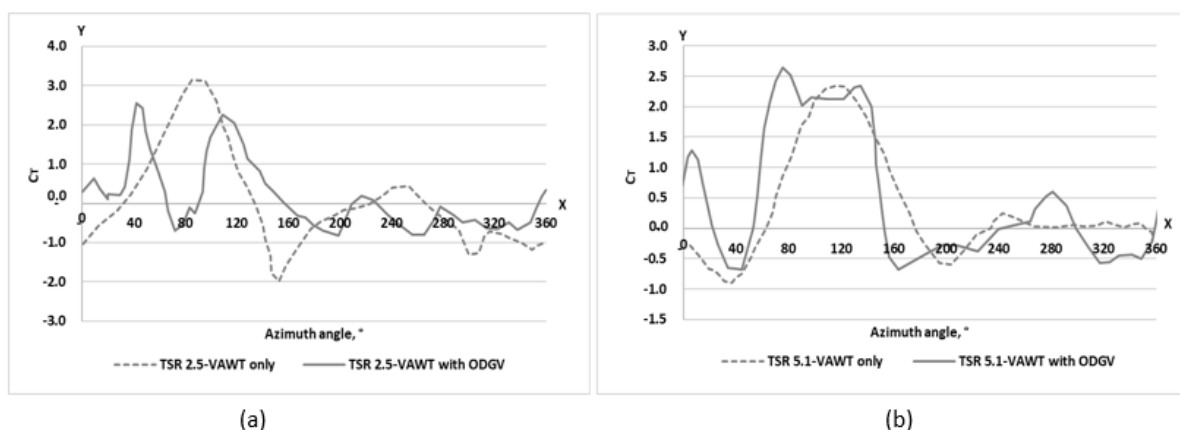 Y
4.0
3.0
2.0
1.0
0.0
-
-1.0
-2.0
-3.0
CT
0 40 80 120 160 200 240 280 320 360
X
Azimuth angle, °
TSR 2.5-VAWT only TSR 2.5-VAWT with ODGV
(a)
Y
3.0
2.5
2.0
1.5
1.0
0.5
0.0
-0.5
-1.0
-1.5
CT
0 40 80 120 160 200 240 280 320 360
X
Azimuth angle, °
TSR 5.1-VAWT only TSR 5.1-VAWT with ODGV
(b)